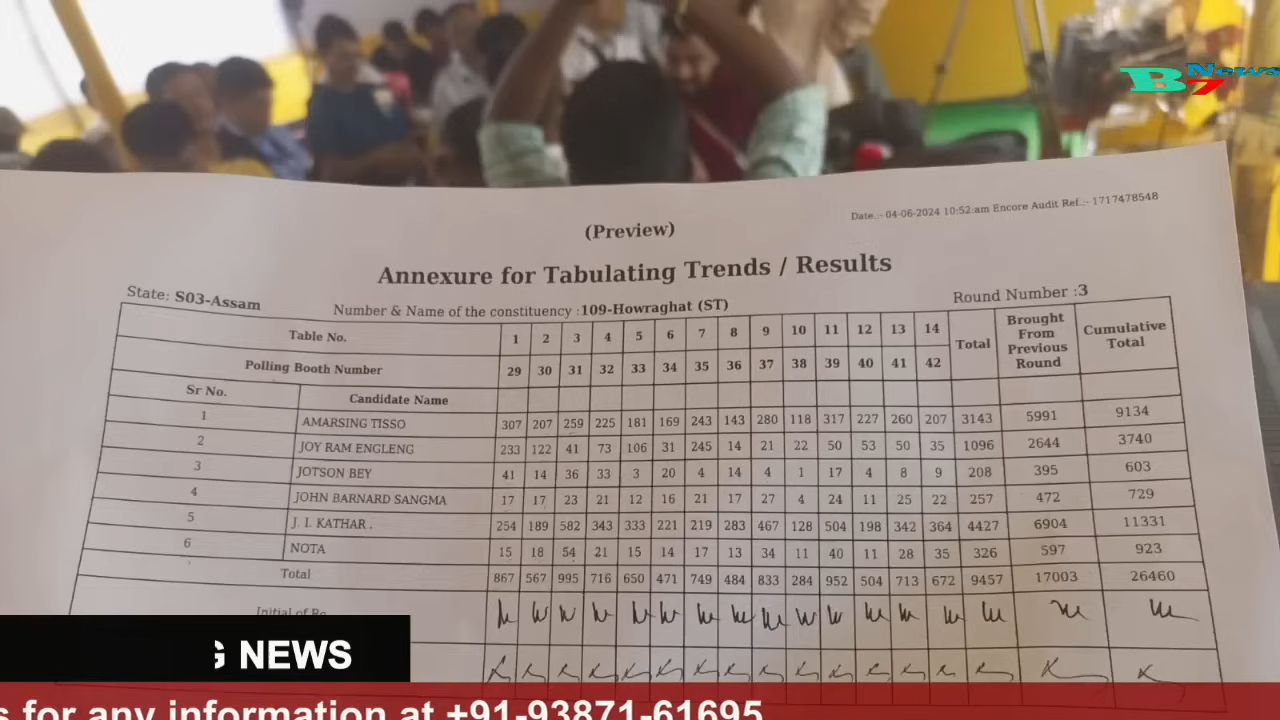 B News
7
Date.:- 04-06-2024 10:52:am Encore Audit Ref.:- 1717478548
(Preview)
Annexure for Tabulating Trends / Results
State: S03-Assam Number & Name of the constituency :109-Howraghat (ST) Round Number :3
Table No. 1 2 3 4 5 6 7 8 9 10 11 12 13 14 Total Brought From Previous Round Cumulative Total
Polling Booth Number 29 30 31 32 33 34 35 36 37 38 39 40 41 42
Sr No. Candidate Name
1 AMARSING TISSO 307 207 259 225 181 169 243 143 280 118 317 227 260 207 3143 5991 9134
2 JOY RAM ENGLENG 233 122 41 73 106 31 245 14 21 22 50 53 50 35 1096 2644 3740
3 JOTSON BEY 41 14 36 33 3 20 4 14 4 1 17 4 8 9 208 395 603
4 JOHN BARNARD SANGMA 17 17 23 21 12 16 21 17 27 4 24 11 25 22 257 472 729
5 J. I. KATHAR . 254 189 582 343 333 221 219 283 467 128 504 198 342 364 4427 6904 11331
6 NOTA 15 18 54 21 15 14 17 13 34 11 40 11 28 35 326 597 923
Total 867 567 995 716 650 471 749 484 833 284 952 504 713 672 9457 17003 26460
Initial of Ro
G NEWS
s for any information at +91-93871-61695